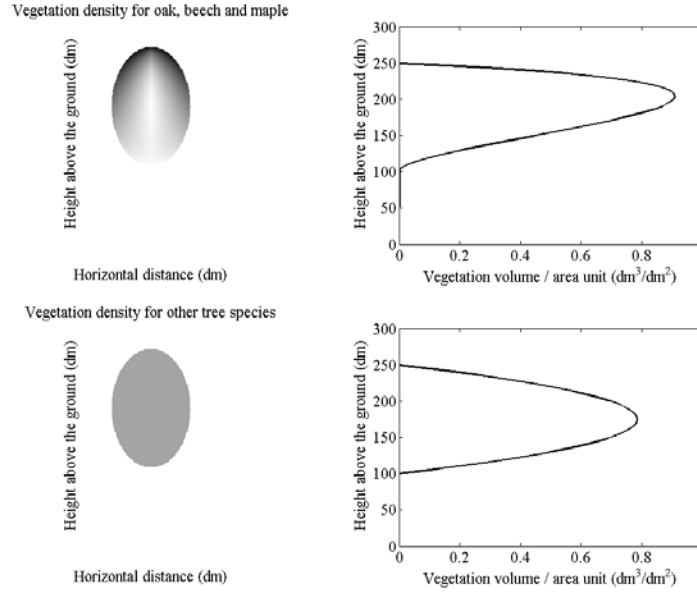 Vegetation density for oak, beech and maple
Height above the ground (dm)
Horizontal distance (dm)
Height above the ground (dm)
300
250
200
150
100
50
0
0
0.2
0.4
0.6
0.8
Vegetation volume / area unit (dm³/dm²)
Vegetation density for other tree species
Height above the ground (dm)
Horizontal distance (dm)
Height above the ground (dm)
300
250
200
150
100
50
0
0
0.2
0.4
0.6
0.8
Vegetation volume / area unit (dm³/dm²)